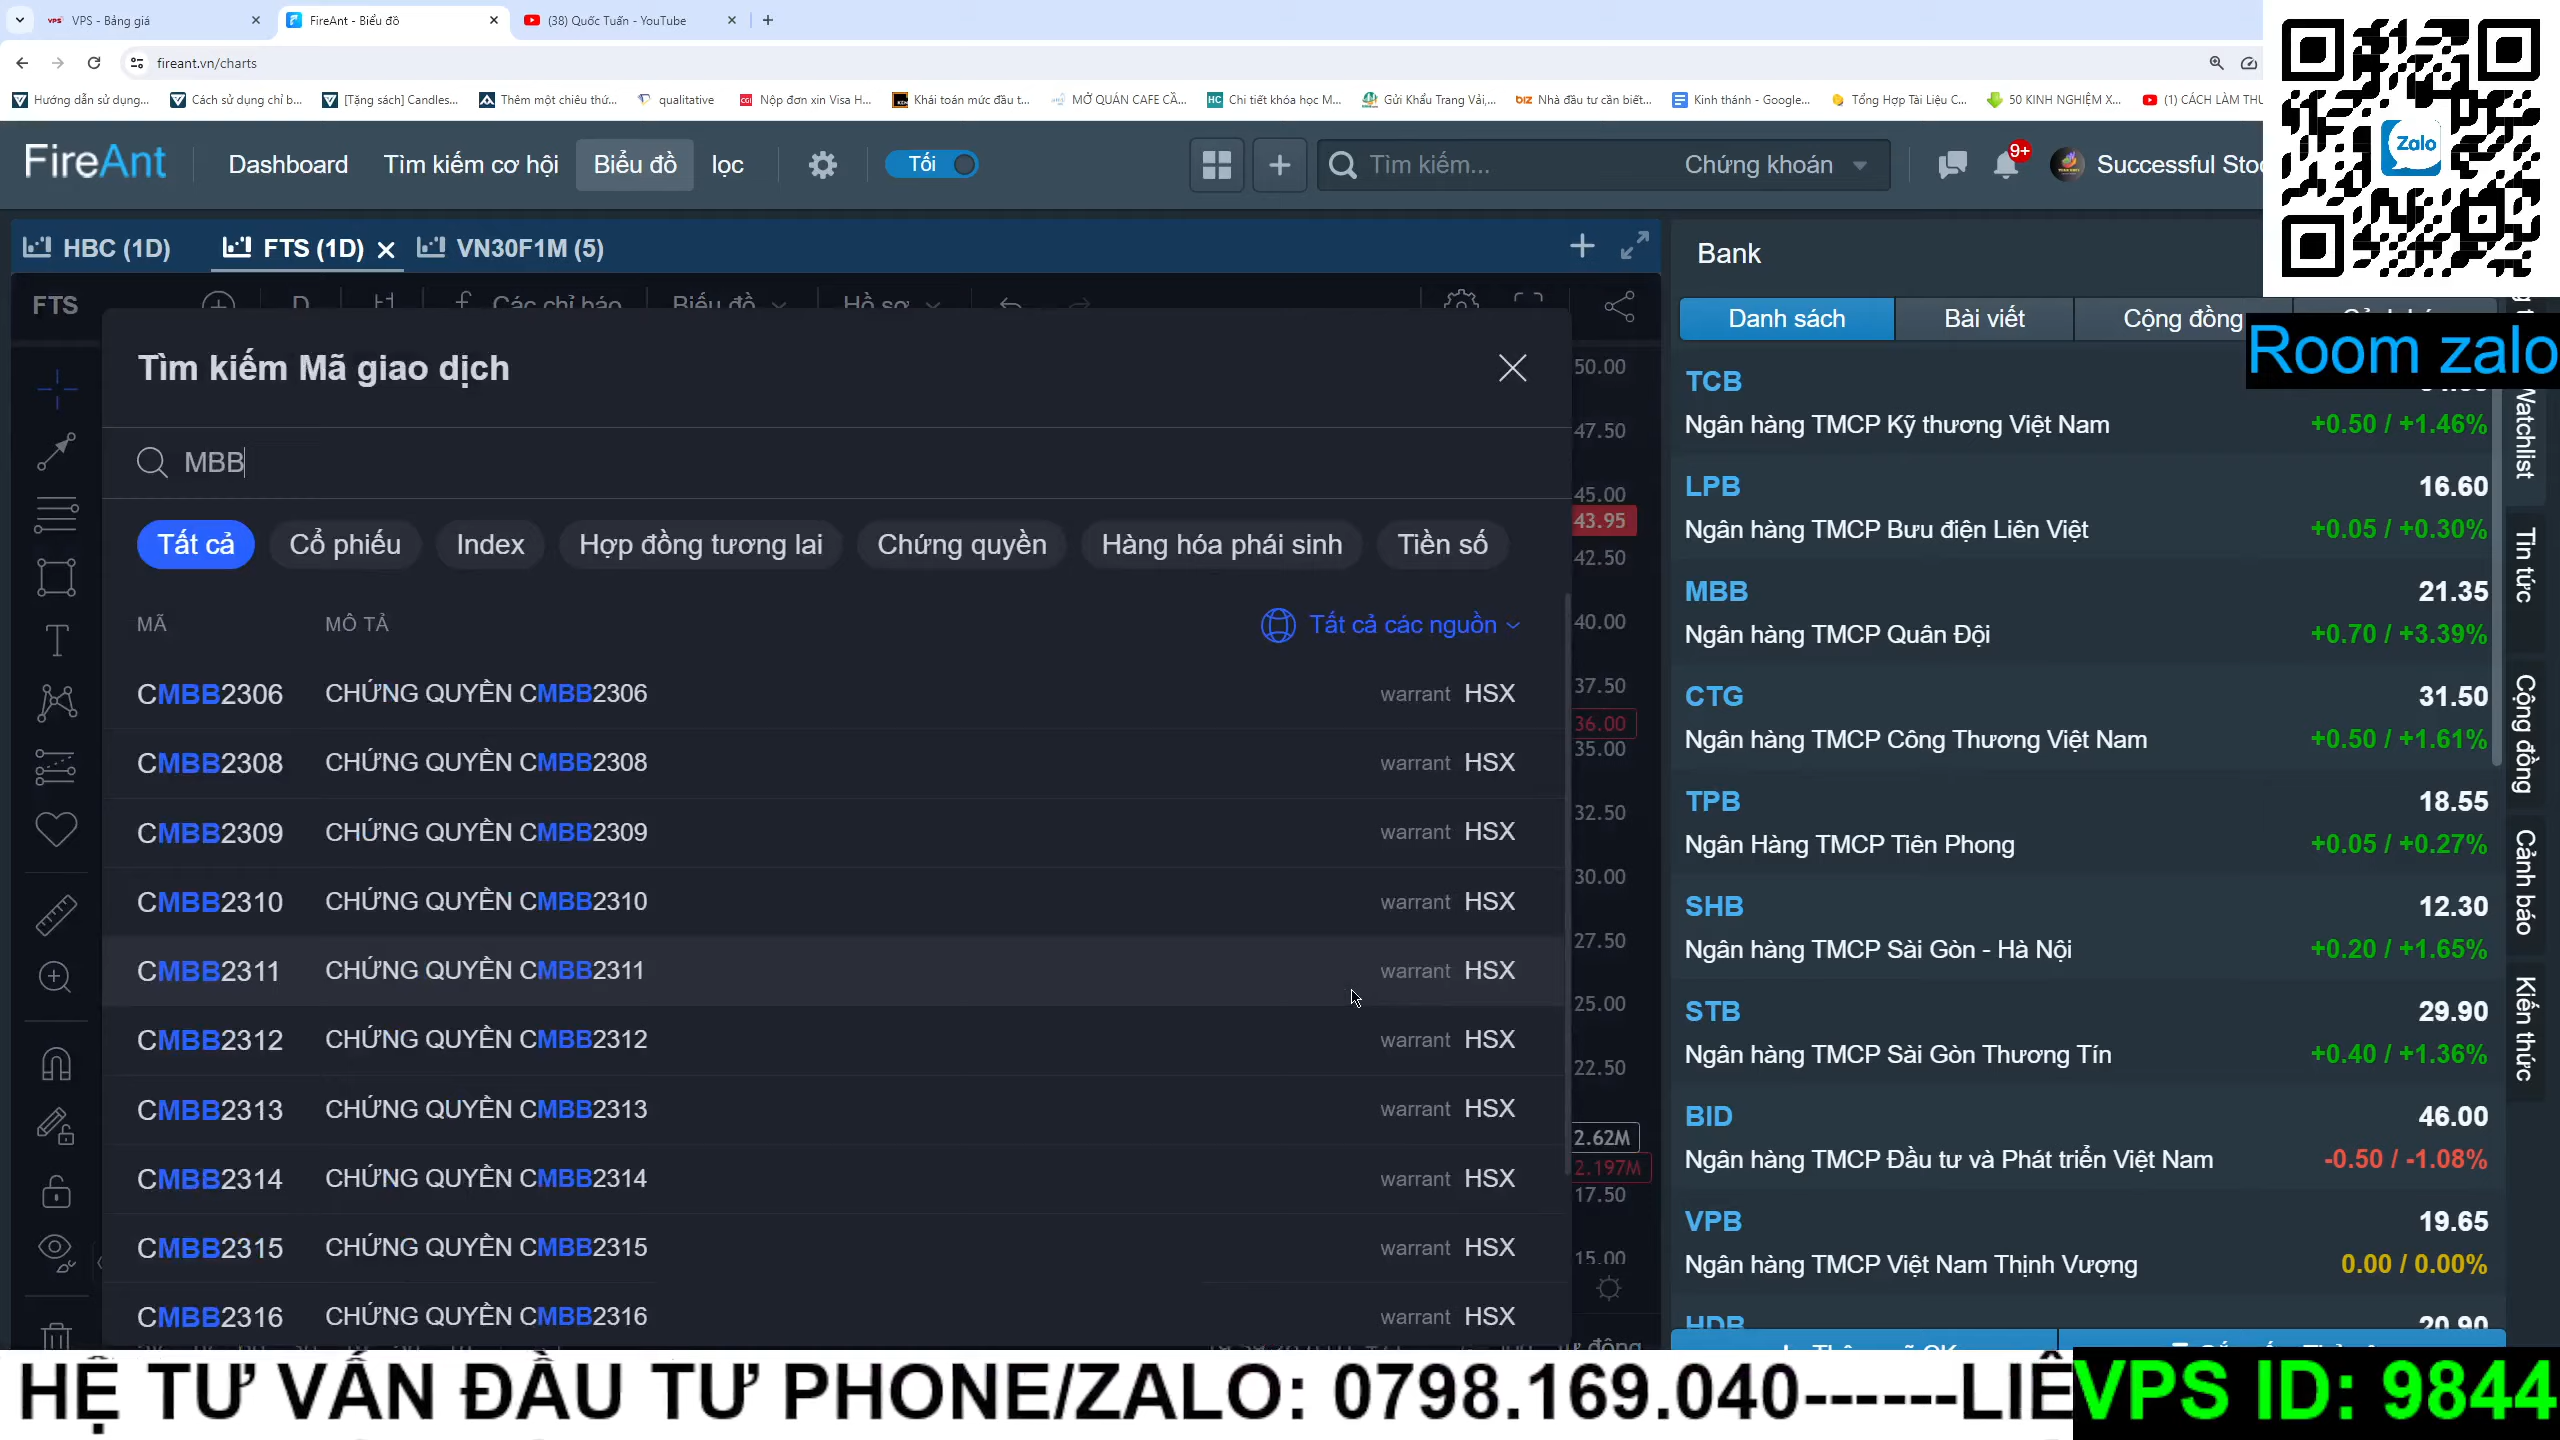 VPS - Bảng giá
FireAnt - Biểu đồ
(38) Quốc Tuấn - YouTube
fireant.vn/charts
Hướng dẫn sử dụng...
Cách sử dụng chỉ b...
[Tặng sách] Candles...
Thêm một chiêu thứ...
qualitative
Nộp đơn xin Visa H...
Khái toán mức đầu t...
MỞ QUÁN CAFE CẦ...
Chi tiết khóa học M...
Gửi Khẩu Trang Vải,...
Nhà đầu tư cần biết...
Kinh thánh - Google...
Tổng Hợp Tài Liệu C...
50 KINH NGHIỆM X...
(1) CÁCH LÀM THU
Zalo
FireAnt
Dashboard
Tìm kiếm cơ hội
Biểu đồ
lọc
Tối
Tìm kiếm...
Chứng khoán
9+
Successful Stoc
HBC (1D)
FTS (1D)
VN30F1M (5)
Bank
FTS
D
Các chỉ báo
Biểu đồ
Hồ sơ
Danh sách
Bài viết
Cộng đồng
Room zalo
Tìm kiếm Mã giao dịch
MBB
Tất cả
Cổ phiếu
Index
Hợp đồng tương lai
Chứng quyền
Hàng hóa phái sinh
Tiền số
MÃ
MÔ TẢ
Tất cả các nguồn
CMBB2306 CHỨNG QUYỀN CMBB2306 warrant HSX
CMBB2308 CHỨNG QUYỀN CMBB2308 warrant HSX
CMBB2309 CHỨNG QUYỀN CMBB2309 warrant HSX
CMBB2310 CHỨNG QUYỀN CMBB2310 warrant HSX
CMBB2311 CHỨNG QUYỀN CMBB2311 warrant HSX
CMBB2312 CHỨNG QUYỀN CMBB2312 warrant HSX
CMBB2313 CHỨNG QUYỀN CMBB2313 warrant HSX
CMBB2314 CHỨNG QUYỀN CMBB2314 warrant HSX
CMBB2315 CHỨNG QUYỀN CMBB2315 warrant HSX
CMBB2316 CHỨNG QUYỀN CMBB2316 warrant HSX
50.00
47.50
45.00
43.95
42.50
40.00
37.50
36.00
35.00
32.50
30.00
27.50
25.00
22.50
2.62M
2.197M
17.50
15.00
TCB
Ngân hàng TMCP Kỹ thương Việt Nam +0.50 / +1.46%
LPB 16.60
Ngân hàng TMCP Bưu điện Liên Việt +0.05 / +0.30%
MBB 21.35
Ngân hàng TMCP Quân Đội +0.70 / +3.39%
CTG 31.50
Ngân hàng TMCP Công Thương Việt Nam +0.50 / +1.61%
TPB 18.55
Ngân Hàng TMCP Tiên Phong +0.05 / +0.27%
SHB 12.30
Ngân hàng TMCP Sài Gòn - Hà Nội +0.20 / +1.65%
STB 29.90
Ngân hàng TMCP Sài Gòn Thương Tín +0.40 / +1.36%
BID 46.00
Ngân hàng TMCP Đầu tư và Phát triển Việt Nam -0.50 / -1.08%
VPB 19.65
Ngân hàng TMCP Việt Nam Thịnh Vượng 0.00 / 0.00%
HDB 20.90
Watchlist
Tin tức
Cộng đồng
Cảnh báo
Kiến thức
HỆ TƯ VẤN ĐẦU TƯ PHONE/ZALO: 0798.169.040------LIÊ
VPS ID: 9844